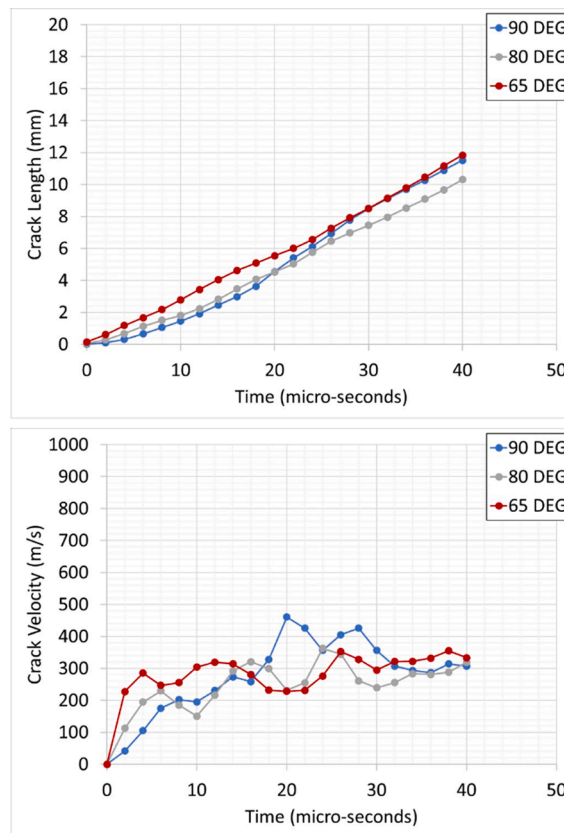 20
18
16
14
12
10
8
6
4
2
0
Crack Length (mm)
90 DEG
80 DEG
65 DEG
0 10 20 30 40 50
Time (micro-seconds)
1000
900
800
700
600
500
400
300
200
100
0
Crack Velocity (m/s)
90 DEG
80 DEG
65 DEG
0 10 20 30 40 50
Time (micro-seconds)